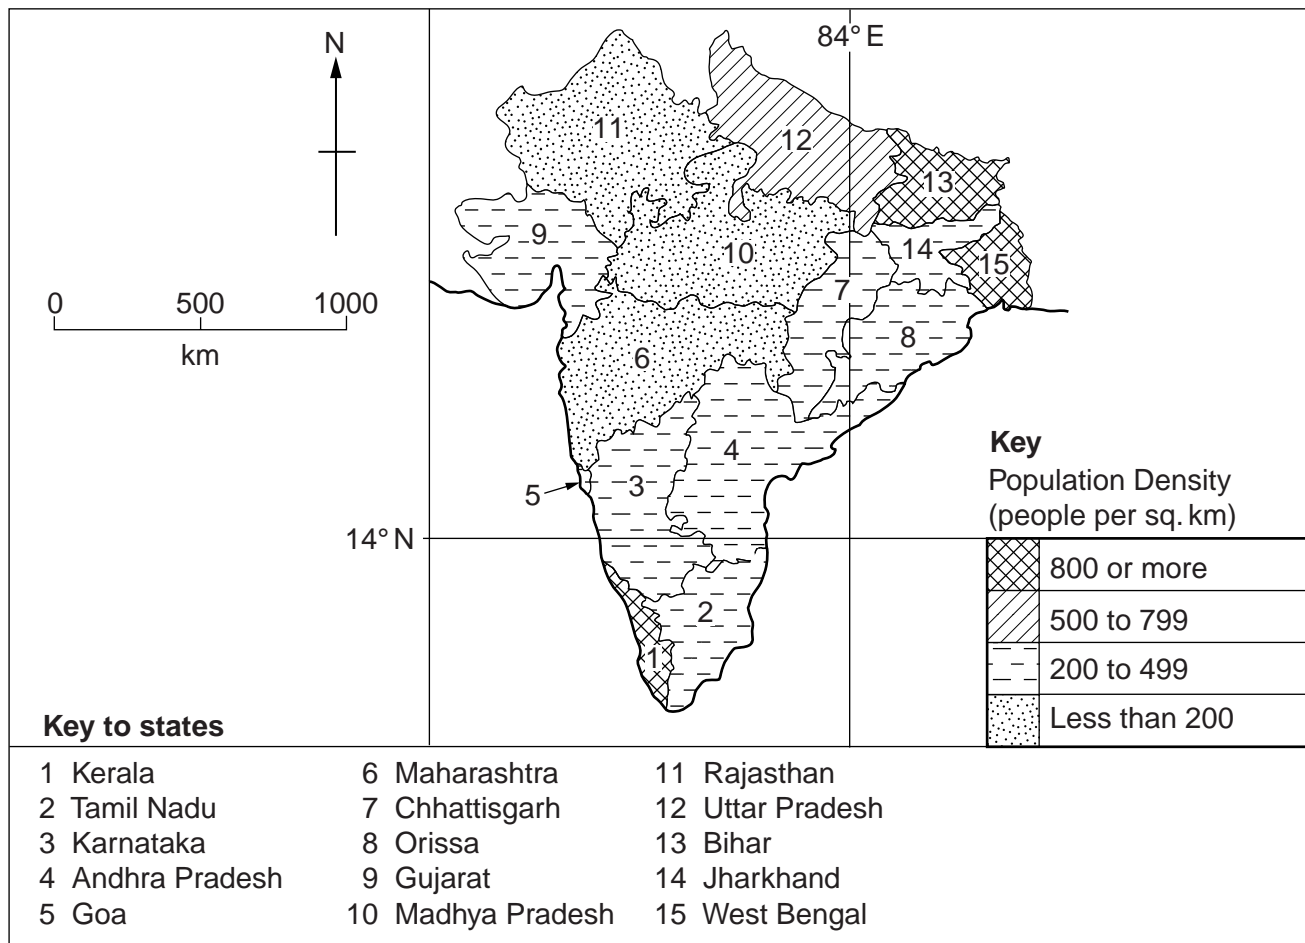 N
84° E
11
12
13
9
10
14
15
7
0 500 1000
km
8
6
4
3
5
14° N
2
1
Key
Population Density
(people per sq. km)
800 or more
500 to 799
200 to 499
Less than 200
Key to states
1 Kerala
2 Tamil Nadu
3 Karnataka
4 Andhra Pradesh
5 Goa
6 Maharashtra
7 Chhattisgarh
8 Orissa
9 Gujarat
10 Madhya Pradesh
11 Rajasthan
12 Uttar Pradesh
13 Bihar
14 Jharkhand
15 West Bengal